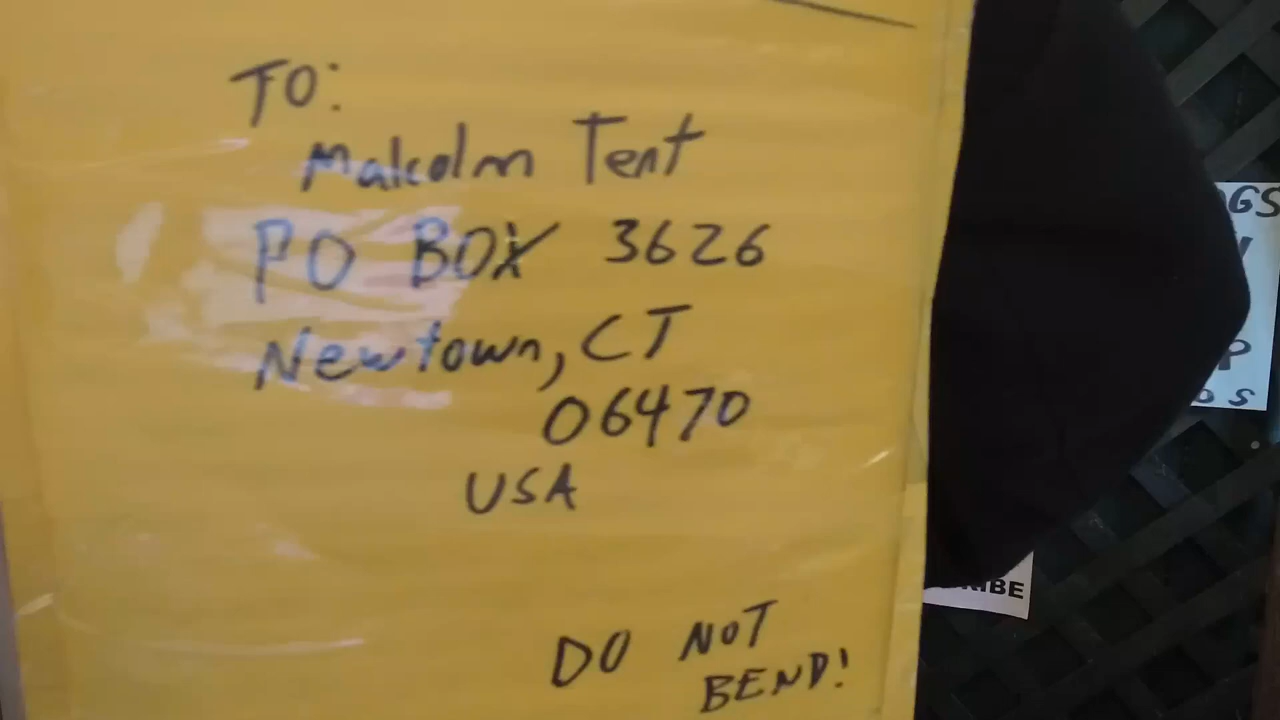 TO:
Malcolm Tent
PO BOX 3626
Newtown, CT
06470
USA
DO NOT
BEND!